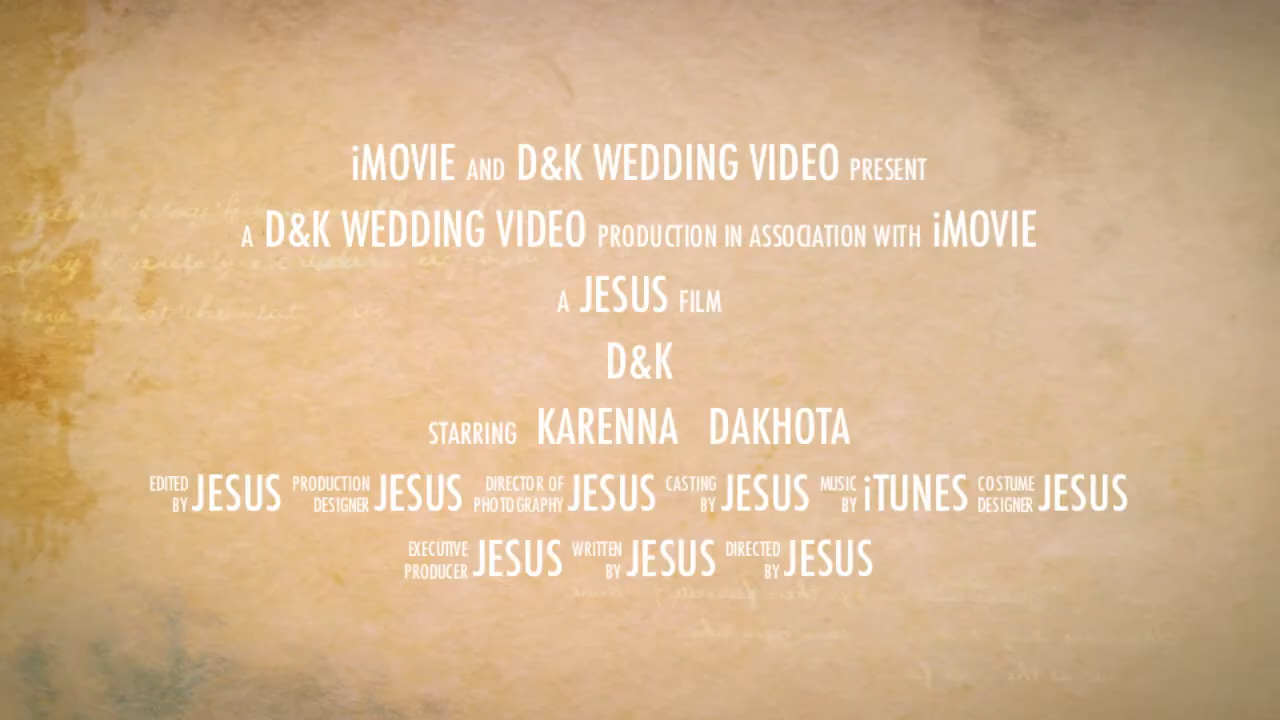 iMOVIE AND D&K WEDDING VIDEO PRESENT
A D&K WEDDING VIDEO PRODUCTION IN ASSOCIATION WITH iMOVIE
A JESUS FILM
D&K
STARRING KARENNA DAKHOTA
EDITED BY JESUS PRODUCTION DESIGNER JESUS DIRECTOR OF PHOTOGRAPHY JESUS CASTING BY JESUS MUSIC BY iTUNES COSTUME DESIGNER JESUS
EXECUTIVE PRODUCER JESUS WRITTEN BY JESUS DIRECTED BY JESUS